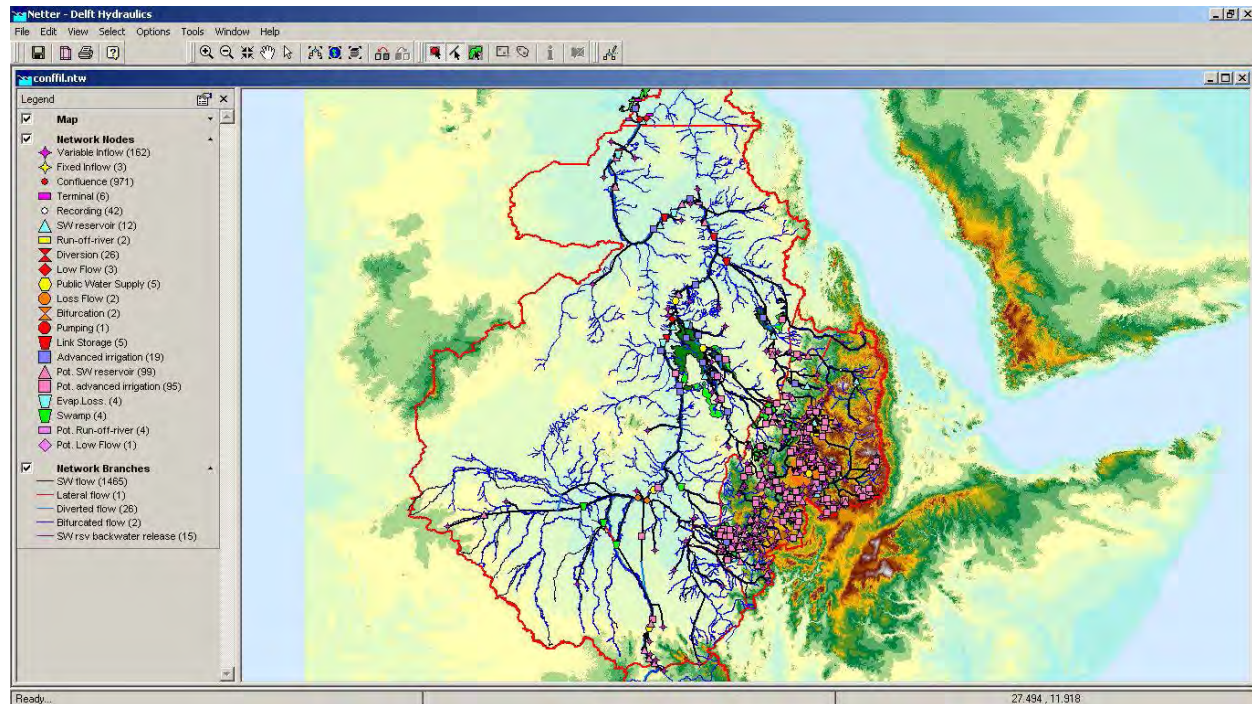 Netter - Delft Hydraulics
File Edit View Select Options Tools Window Help
conffil.ntw
Legend
Map
Network Nodes
Variable Inflow (162)
Fixed Inflow (3)
Confluence (971)
Terminal (6)
Recording (42)
SW reservoir (12)
Run-off-river (2)
Diversion (26)
Low Flow (3)
Public Water Supply (5)
Loss Flow (2)
Bifurcation (2)
Pumping (1)
Link Storage (5)
Advanced irrigation (19)
Pot. SW reservoir (99)
Pot. advanced irrigation (95)
Evap.Loss. (4)
Swamp (4)
Pot. Run-off-river (4)
Pot. Low Flow (1)
Network Branches
SW flow (1465)
Lateral flow (1)
Diverted flow (26)
Bifurcated flow (2)
SW rsv backwater release (15)
Ready...
27.494 , 11.918